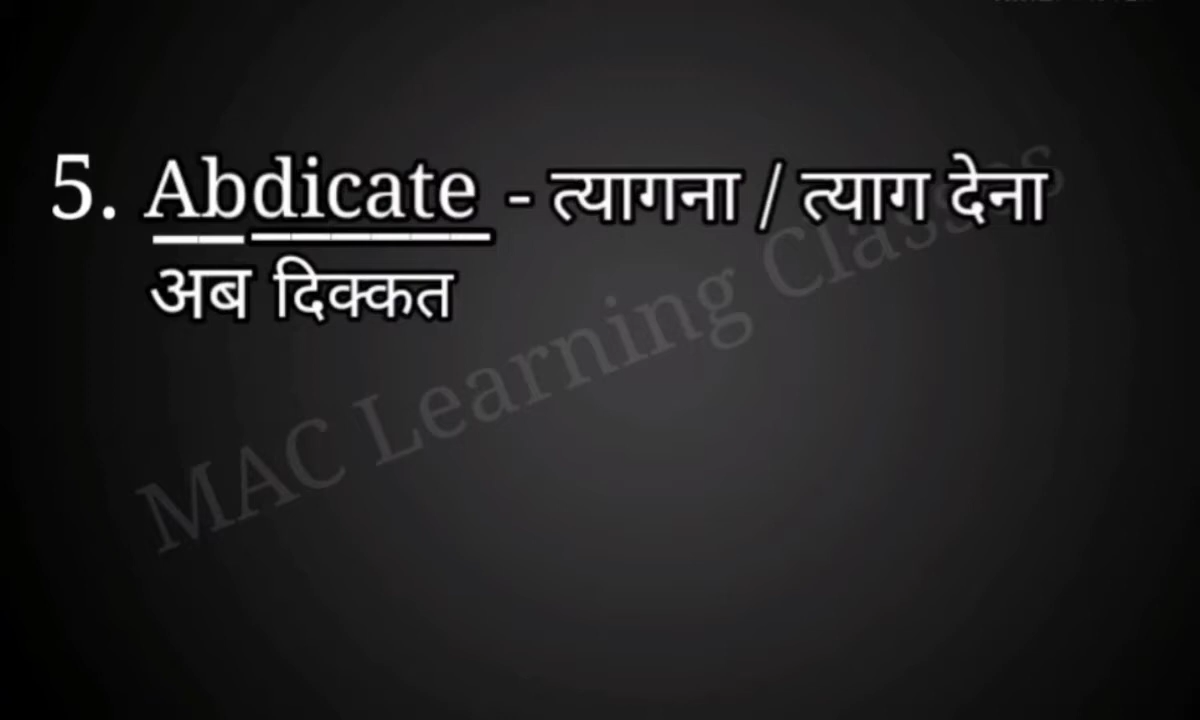 5. Abdicate - त्यागना / त्याग देना
अब दिक्कत
MAC Learning Classes